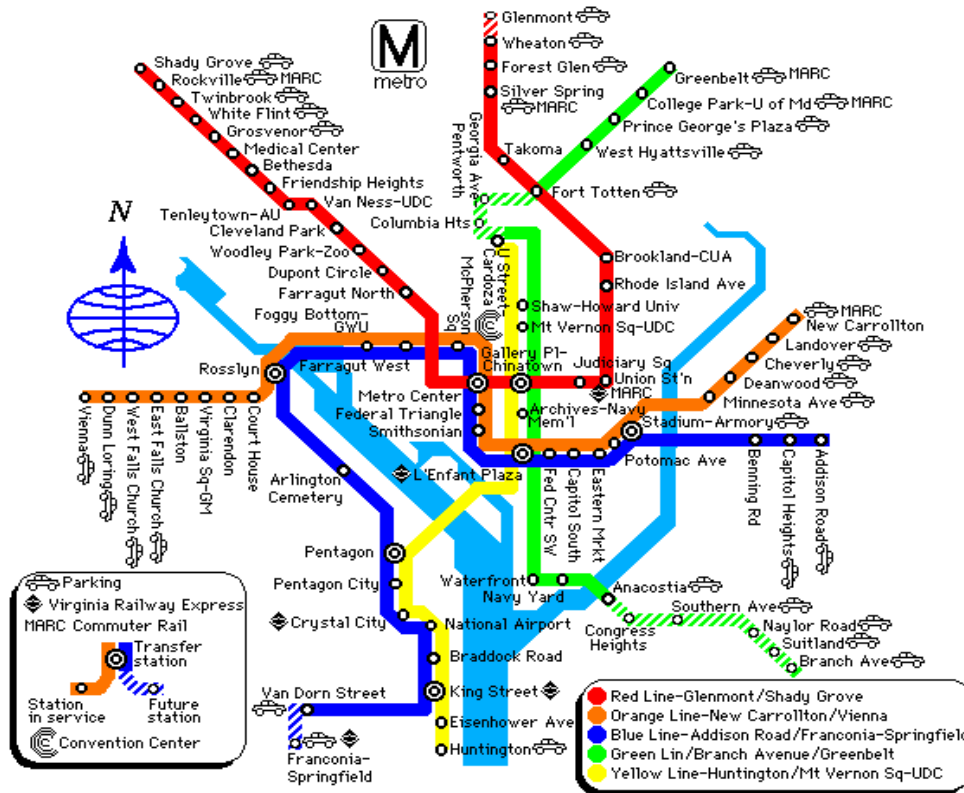 M
metro
Glenmont
Wheaton
Forest Glen
Silver Spring
MARC
Takoma
Fort Totten
Greenbelt MARC
College Park-U of Md MARC
Prince George's Plaza
West Hyattsville
Georgia Ave
Pentworth
Columbia Hts
U Street-
Cardoza
Shady Grove
Rockville MARC
Twinbrook
White Flint
Grosvenor
Medical Center
Bethesda
Friendship Heights
Van Ness-UDC
Tenleytown-AU
Cleveland Park
Woodley Park-Zoo
Dupont Circle
Farragut North
Foggy Bottom-
GWU
McPherson
Sq
N
Brookland-CUA
Rhode Island Ave
Shaw-Howard Univ
Mt Vernon Sq-UDC
Gallery Pl-
Chinatown
Judiciary Sq
Union St'n
MARC
MARC
New Carrollton
Landover
Cheverly
Deanwood
Minnesota Ave
Stadium-Armory
Rosslyn
Farragut West
Metro Center
Federal Triangle
Smithsonian
Archives-Navy
Mem'l
L'Enfant Plaza
Potomac Ave
Vienna
Dunn Loring
West Falls Church
East Falls Church
Ballston
Virginia Sq-GM
Clarendon
Court House
Fed Cntr SW
Capitol South
Eastern Mrkt
Benning Rd
Capitol Heights
Addison Road
Arlington
Cemetery
Pentagon
Pentagon City
Crystal City
National Airport
Braddock Road
King Street
Eisenhower Ave
Huntington
Van Dorn Street
Franconia-
Springfield
Waterfront
Navy Yard
Anacostia
Congress
Heights
Southern Ave
Naylor Road
Suitland
Branch Ave
Parking
Virginia Railway Express
MARC Commuter Rail
Transfer
station
Station
in service
Future
station
Convention Center
Red Line-Glenmont/Shady Grove
Orange Line-New Carrollton/Vienna
Blue Line-Addison Road/Franconia-Springfield
Green Lin/Branch Avenue/Greenbelt
Yellow Line-Huntington/Mt Vernon Sq-UDC